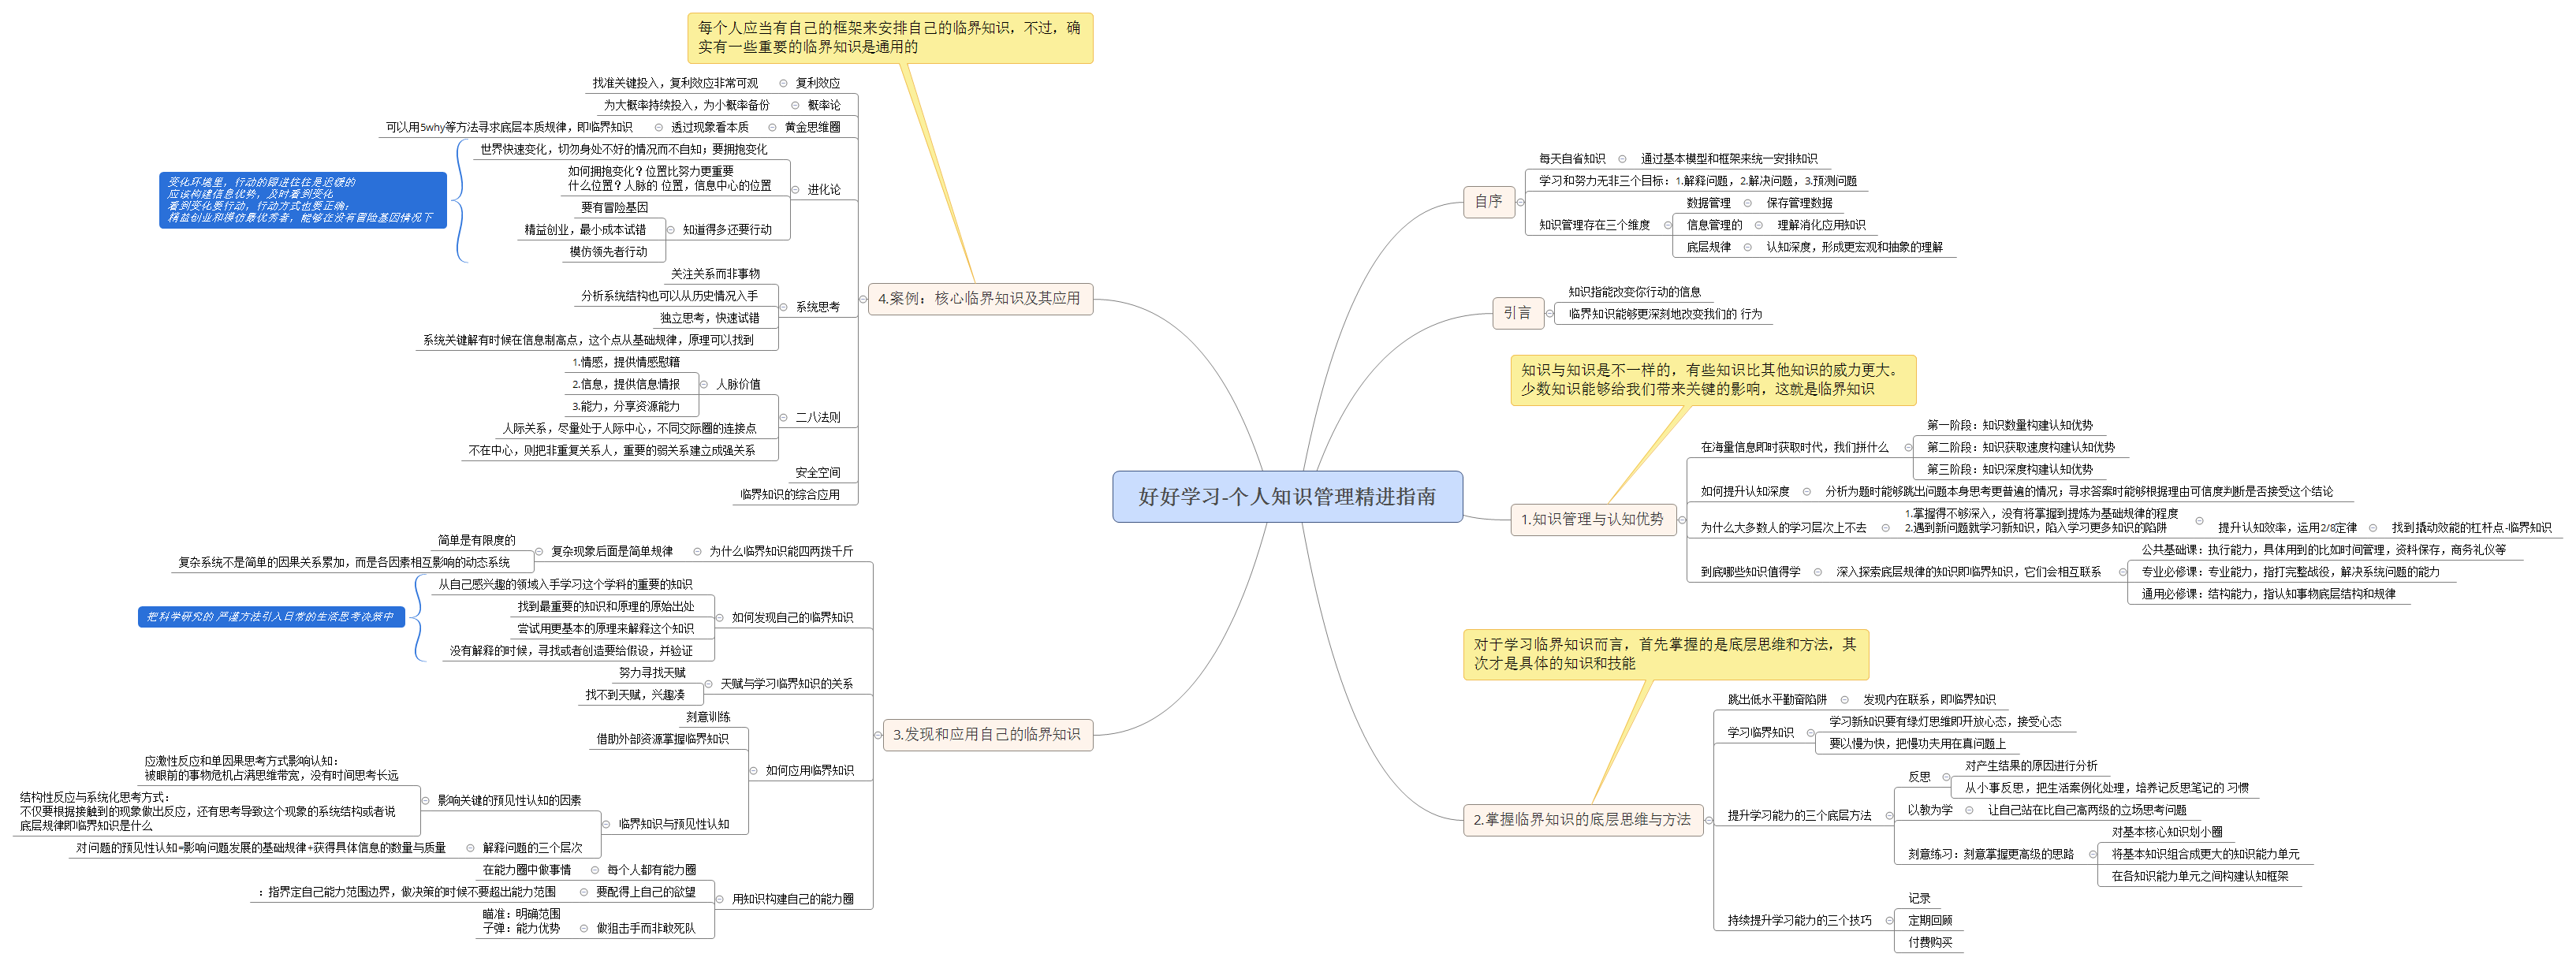 好好学习-个人知识管理精进指南
自序
每天自省知识
通过基本模型和框架来统一安排知识
学习和努力无非三个目标：1.解释问题，2.解决问题，3.预测问题
知识管理存在三个维度
数据管理
保存管理数据
信息管理的
理解消化应用知识
底层规律
认知深度，形成更宏观和抽象的理解
引言
知识指能改变你行动的信息
临界知识能够更深刻地改变我们的 行为
知识与知识是不一样的，有些知识比其他知识的威力更大。
少数知识能够给我们带来关键的影响，这就是临界知识
1.知识管理与认知优势
在海量信息即时获取时代，我们拼什么
第一阶段：知识数量构建认知优势
第二阶段：知识获取速度构建认知优势
第三阶段：知识深度构建认知优势
如何提升认知深度
分析为题时能够跳出问题本身思考更普遍的情况；寻求答案时能够根据理由可信度判断是否接受这个结论
为什么大多数人的学习层次上不去
1.掌握得不够深入，没有将掌握到提炼为基础规律的程度
2.遇到新问题就学习新知识，陷入学习更多知识的陷阱
提升认知效率，运用2/8定律
找到撬动效能的杠杆点-临界知识
到底哪些知识值得学
深入探索底层规律的知识即临界知识，它们会相互联系
公共基础课：执行能力，具体用到的比如时间管理，资料保存，商务礼仪等
专业必修课：专业能力，指打完整战役，解决系统问题的能力
通用必修课：结构能力，指认知事物底层结构和规律
对于学习临界知识而言，首先掌握的是底层思维和方法，其
次才是具体的知识和技能
2.掌握临界知识的底层思维与方法
跳出低水平勤奋陷阱
发现内在联系，即临界知识
学习临界知识
学习新知识要有绿灯思维即开放心态，接受心态
要以慢为快，把慢功夫用在真问题上
提升学习能力的三个底层方法
反思
对产生结果的原因进行分析
从小事反思，把生活案例化处理，培养记反思笔记的 习惯
以教为学
让自己站在比自己高两级的立场思考问题
刻意练习：刻意掌握更高级的思路
对基本核心知识划小圈
将基本知识组合成更大的知识能力单元
在各知识能力单元之间构建认知框架
持续提升学习能力的三个技巧
记录
定期回顾
付费购买
每个人应当有自己的框架来安排自己的临界知识，不过，确
实有一些重要的临界知识是通用的
4.案例：核心临界知识及其应用
复利效应
找准关键投入，复利效应非常可观
概率论
为大概率持续投入，为小概率备份
黄金思维圈
透过现象看本质
可以用5why等方法寻求底层本质规律，即临界知识
进化论
世界快速变化，切勿身处不好的情况而不自知；要拥抱变化
如何拥抱变化？位置比努力更重要
什么位置？人脉的 位置，信息中心的位置
知道得多还要行动
要有冒险基因
精益创业，最小成本试错
模仿领先者行动
变化环境里，行动的跟进往往是迟缓的
应该构建信息优势，及时看到变化
看到变化要行动，行动方式也要正确：
精益创业和模仿最优秀者，能够在没有冒险基因情况下
系统思考
关注关系而非事物
分析系统结构也可以从历史情况入手
独立思考，快速试错
系统关键解有时候在信息制高点，这个点从基础规律，原理可以找到
二八法则
人脉价值
1.情感，提供情感慰籍
2.信息，提供信息情报
3.能力，分享资源能力
人际关系，尽量处于人际中心，不同交际圈的连接点
不在中心，则把非重复关系人，重要的弱关系建立成强关系
安全空间
临界知识的综合应用
3.发现和应用自己的临界知识
为什么临界知识能四两拨千斤
复杂现象后面是简单规律
简单是有限度的
复杂系统不是简单的因果关系累加，而是各因素相互影响的动态系统
如何发现自己的临界知识
从自己感兴趣的领域入手学习这个学科的重要的知识
找到最重要的知识和原理的原始出处
尝试用更基本的原理来解释这个知识
没有解释的时候，寻找或者创造要给假设，并验证
把科学研究的 严谨方法引入日常的生活思考决策中
天赋与学习临界知识的关系
努力寻找天赋
找不到天赋，兴趣凑
如何应用临界知识
刻意训练
借助外部资源掌握临界知识
临界知识与预见性认知
影响关键的预见性认知的因素
应激性反应和单因果思考方式影响认知：
被眼前的事物危机占满思维带宽，没有时间思考长远
结构性反应与系统化思考方式：
不仅要根据接触到的现象做出反应，还有思考导致这个现象的系统结构或者说
底层规律即临界知识是什么
解释问题的三个层次
对问题的预见性认知=影响问题发展的基础规律+获得具体信息的数量与质量
用知识构建自己的能力圈
每个人都有能力圈
在能力圈中做事情
要配得上自己的欲望
：指界定自己能力范围边界，做决策的时候不要超出能力范围
做狙击手而非敢死队
瞄准：明确范围
子弹：能力优势